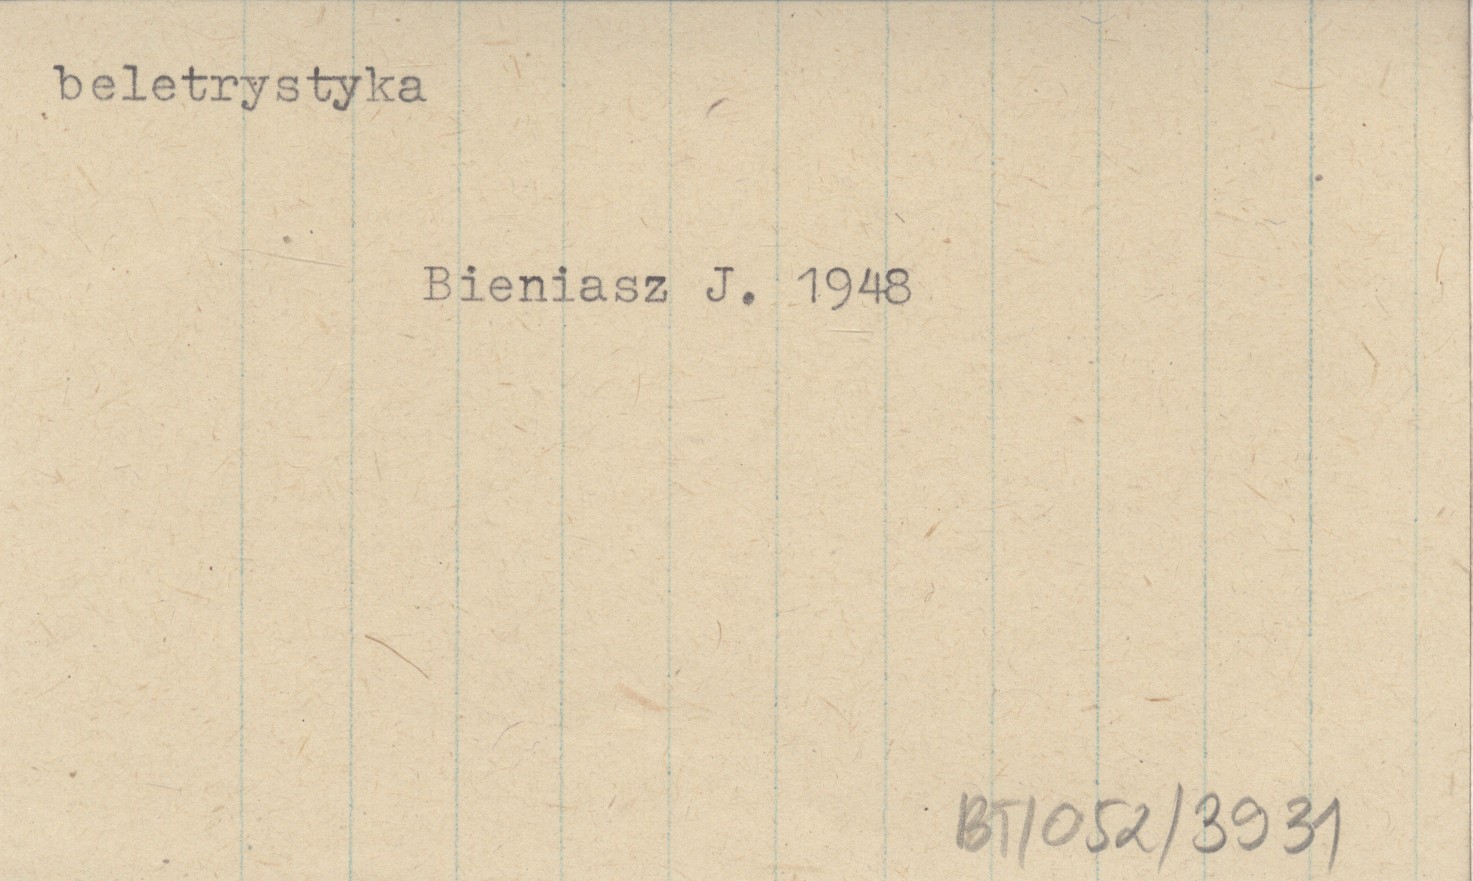 beletrystyka
Bieniasz J. 1948
BT/052/3931